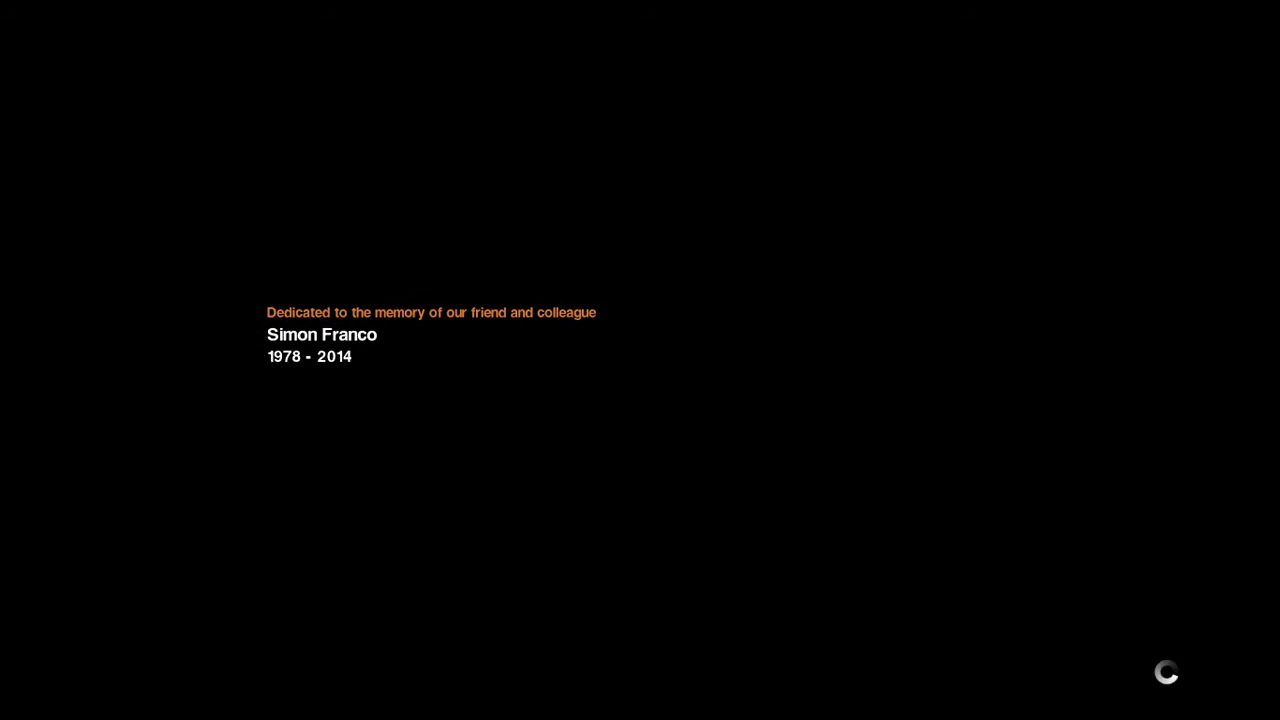 Dedicated to the memory of our friend and colleague
Simon Franco
1978 - 2014